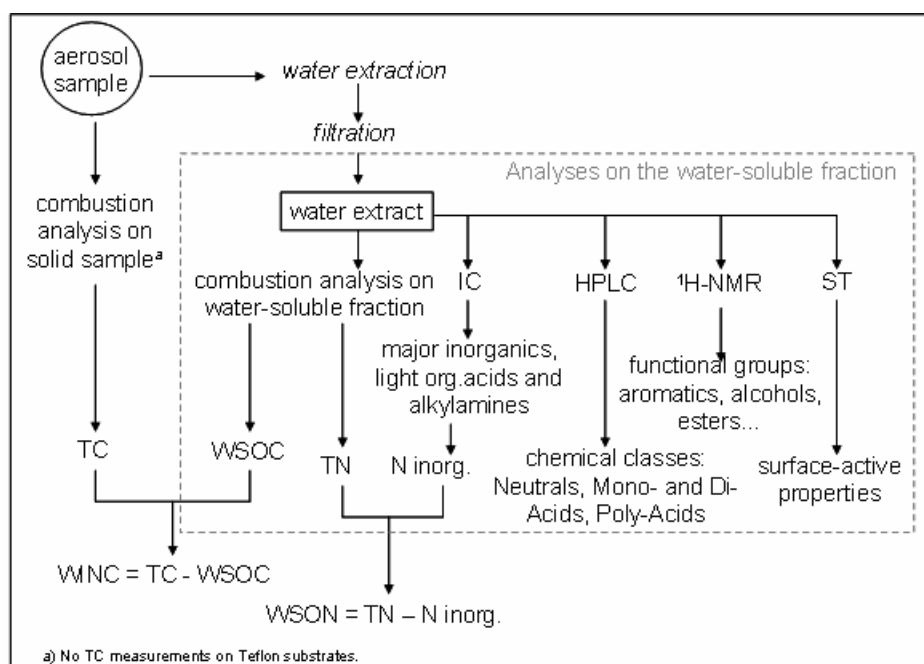 aerosol
sample
water extraction
filtration
Analyses on the water-soluble fraction
combustion
analysis on
solid sampleᵃ
water extract
combustion analysis on
water-soluble fraction
IC
HPLC
¹H-NMR
ST
major inorganics,
light org.acids and
alkylamines
functional groups:
aromatics, alcohols,
esters...
TC
WSOC
TN
N inorg.
chemical classes:
Neutrals, Mono- and Di-
Acids, Poly-Acids
surface-active
properties
WINC = TC - WSOC
WSON = TN – N inorg.
a) No TC measurements on Teflon substrates.